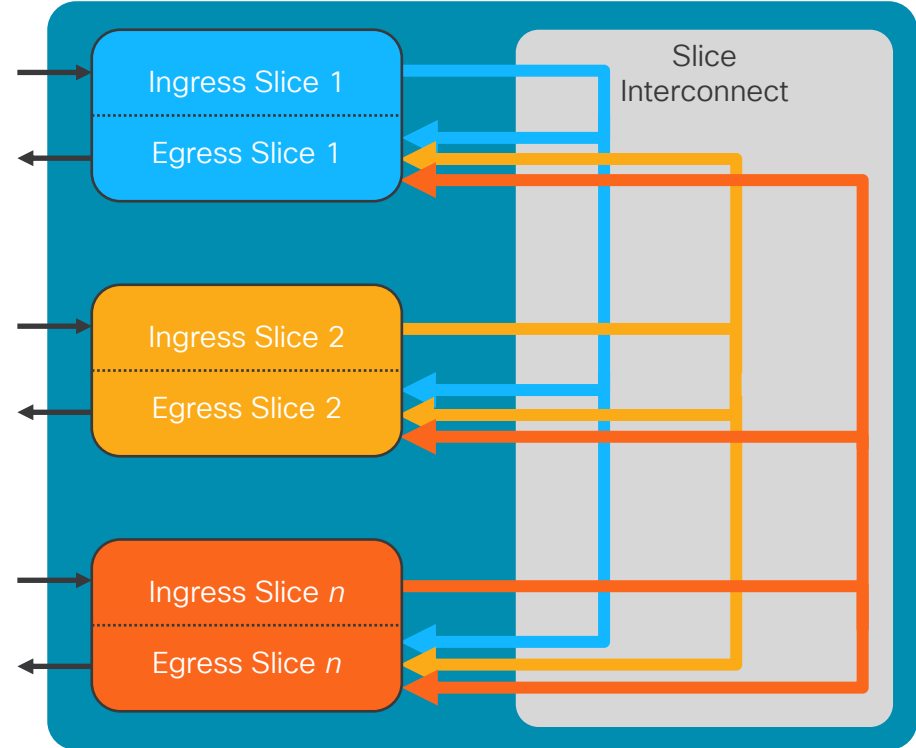 Slice
Interconnect
Ingress Slice 1
Egress Slice 1
Ingress Slice 2
Egress Slice 2
Ingress Slice n
Egress Slice n